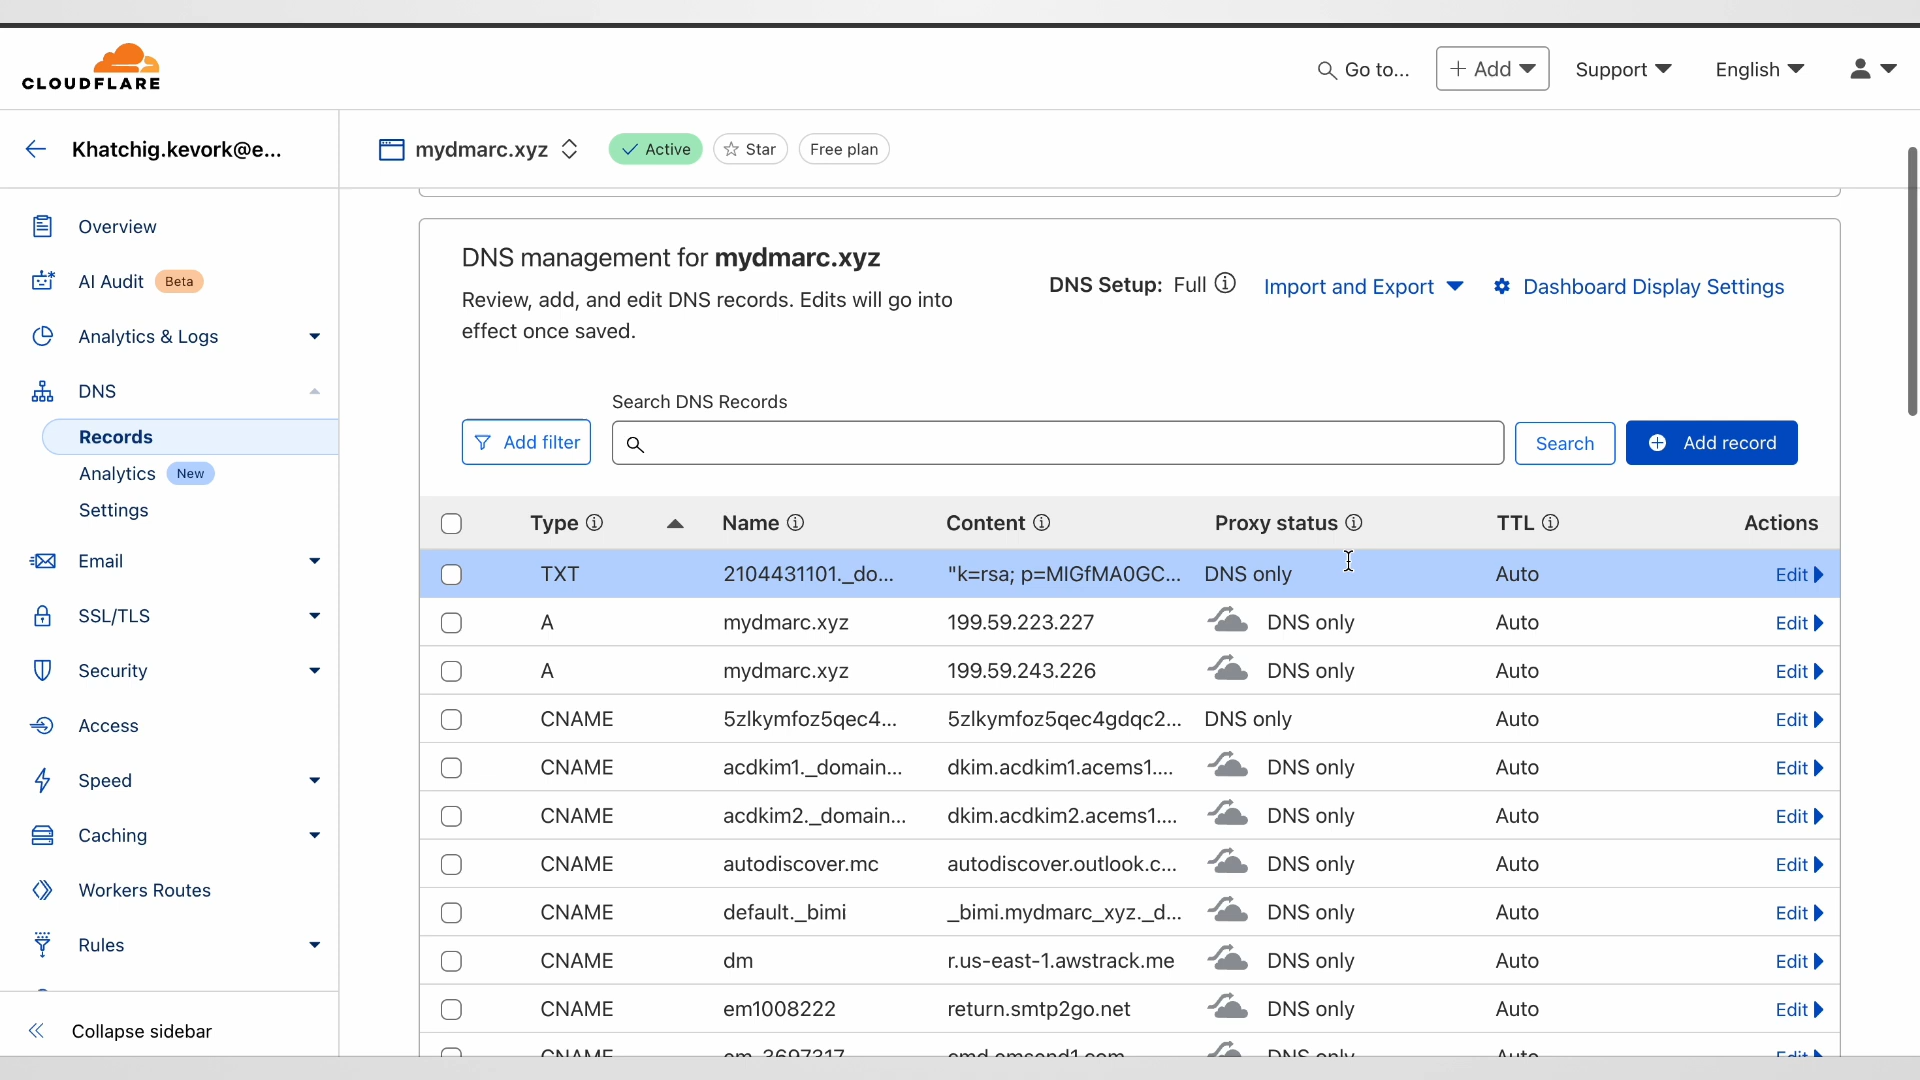 CLOUDFLARE
Go to...
+ Add
Support
English
Khatchig.kevork@e...
mydmarc.xyz
Active
Star
Free plan
Overview
AI Audit Beta
Analytics & Logs
DNS
Records
Analytics New
Settings
Email
SSL/TLS
Security
Access
Speed
Caching
Workers Routes
Rules
Collapse sidebar
DNS management for mydmarc.xyz
Review, add, and edit DNS records. Edits will go into
effect once saved.
DNS Setup: Full
Import and Export
Dashboard Display Settings
Search DNS Records
Add filter
Search
Add record
Type Name Content Proxy status TTL Actions
TXT 2104431101._do... "k=rsa; p=MIGfMA0GC... DNS only Auto Edit
A mydmarc.xyz 199.59.223.227 DNS only Auto Edit
A mydmarc.xyz 199.59.243.226 DNS only Auto Edit
CNAME 5zlkymfoz5qec4... 5zlkymfoz5qec4gdqc2... DNS only Auto Edit
CNAME acdkim1._domain... dkim.acdkim1.acems1.... DNS only Auto Edit
CNAME acdkim2._domain... dkim.acdkim2.acems1.... DNS only Auto Edit
CNAME autodiscover.mc autodiscover.outlook.c... DNS only Auto Edit
CNAME default._bimi _bimi.mydmarc_xyz._d... DNS only Auto Edit
CNAME dm r.us-east-1.awstrack.me DNS only Auto Edit
CNAME em1008222 return.smtp2go.net DNS only Auto Edit
CNAME DNS only Auto Edit